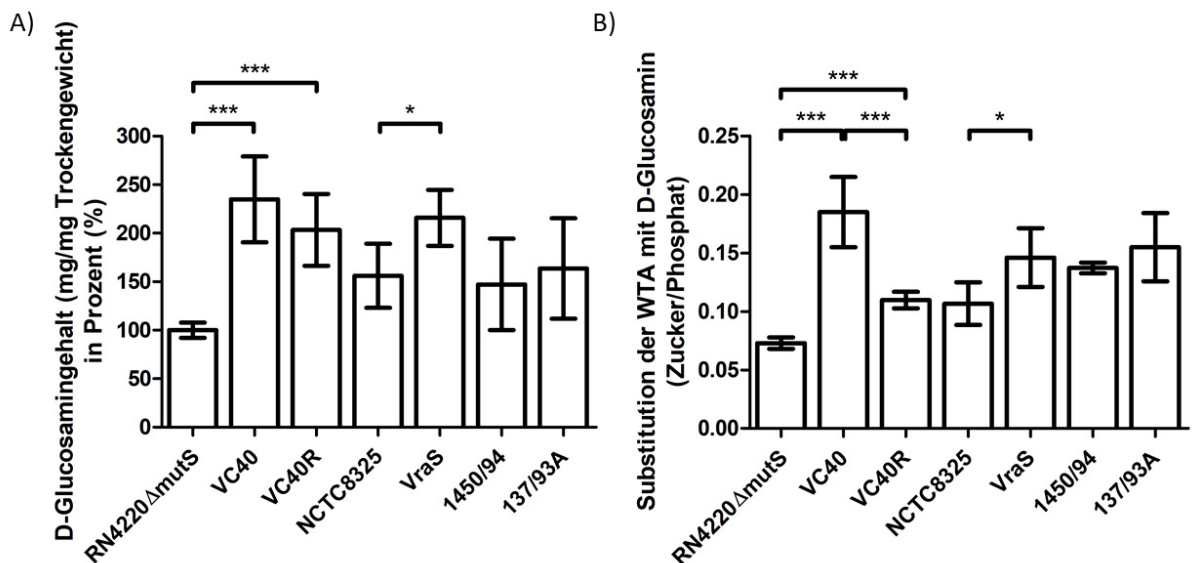 A)
D-Glucosamingehalt (mg/mg Trockengewicht)
in Prozent (%)
***
***
*
300
250
200
150
100
50
0
RN4220ΔmutS
VC40
VC40R
NCTC8325
VraS
1450/94
137/93A
B)
Substitution der WTA mit D-Glucosamin
(Zucker/Phosphat)
***
***
***
*
0.25
0.20
0.15
0.10
0.05
0.00
RN4220ΔmutS
VC40
VC40R
NCTC8325
VraS
1450/94
137/93A